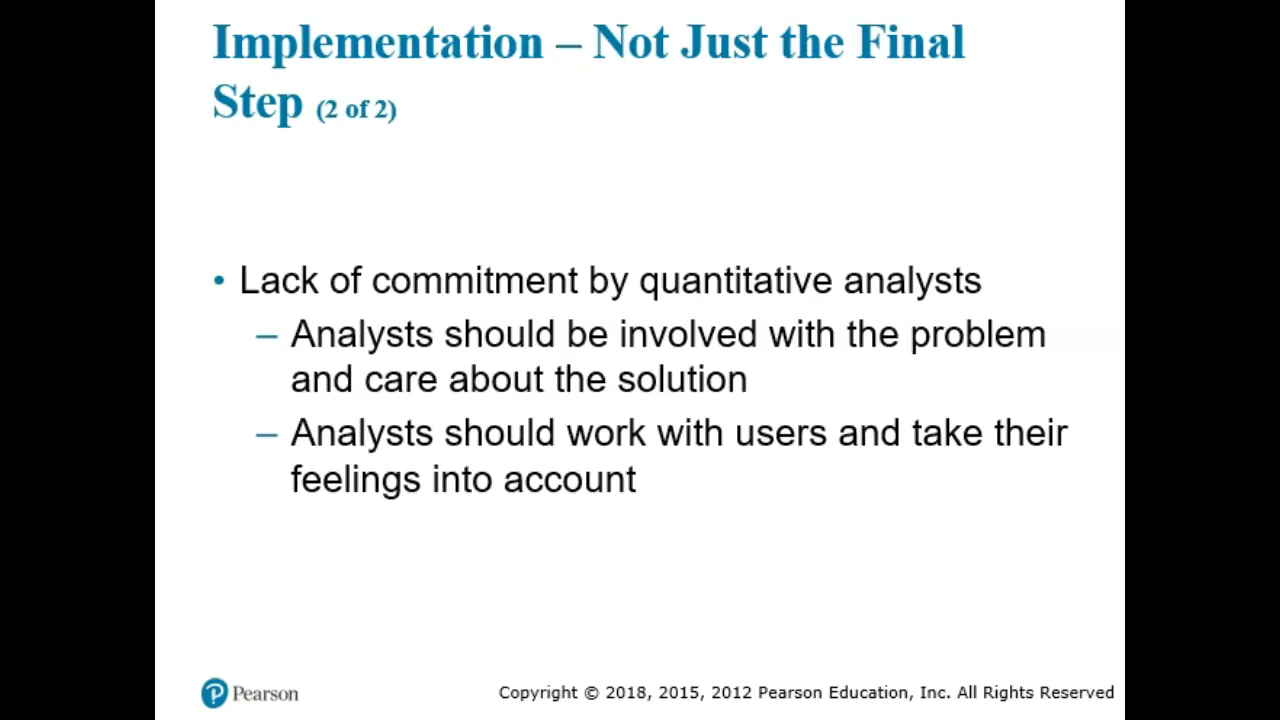 Implementation – Not Just the Final
Step (2 of 2)
• Lack of commitment by quantitative analysts
– Analysts should be involved with the problem
and care about the solution
– Analysts should work with users and take their
feelings into account
Pearson
Copyright © 2018, 2015, 2012 Pearson Education, Inc. All Rights Reserved